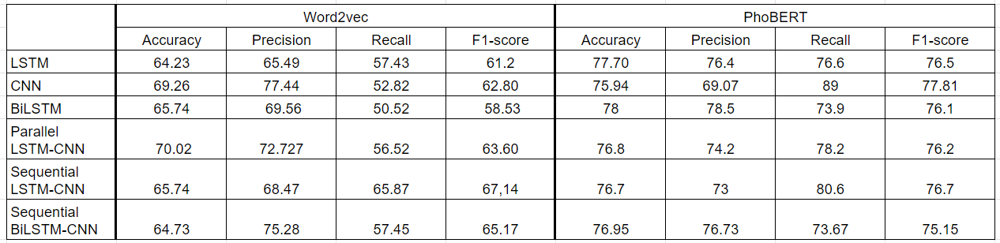 Word2vec PhoBERT
Accuracy Precision Recall F1-score Accuracy Precision Recall F1-score
LSTM 64.23 65.49 57.43 61.2 77.70 76.4 76.6 76.5
CNN 69.26 77.44 52.82 62.80 75.94 69.07 89 77.81
BiLSTM 65.74 69.56 50.52 58.53 78 78.5 73.9 76.1
Parallel
LSTM-CNN 70.02 72.727 56.52 63.60 76.8 74.2 78.2 76.2
Sequential
LSTM-CNN 65.74 68.47 65.87 67,14 76.7 73 80.6 76.7
Sequential
BiLSTM-CNN 64.73 75.28 57.45 65.17 76.95 76.73 73.67 75.15